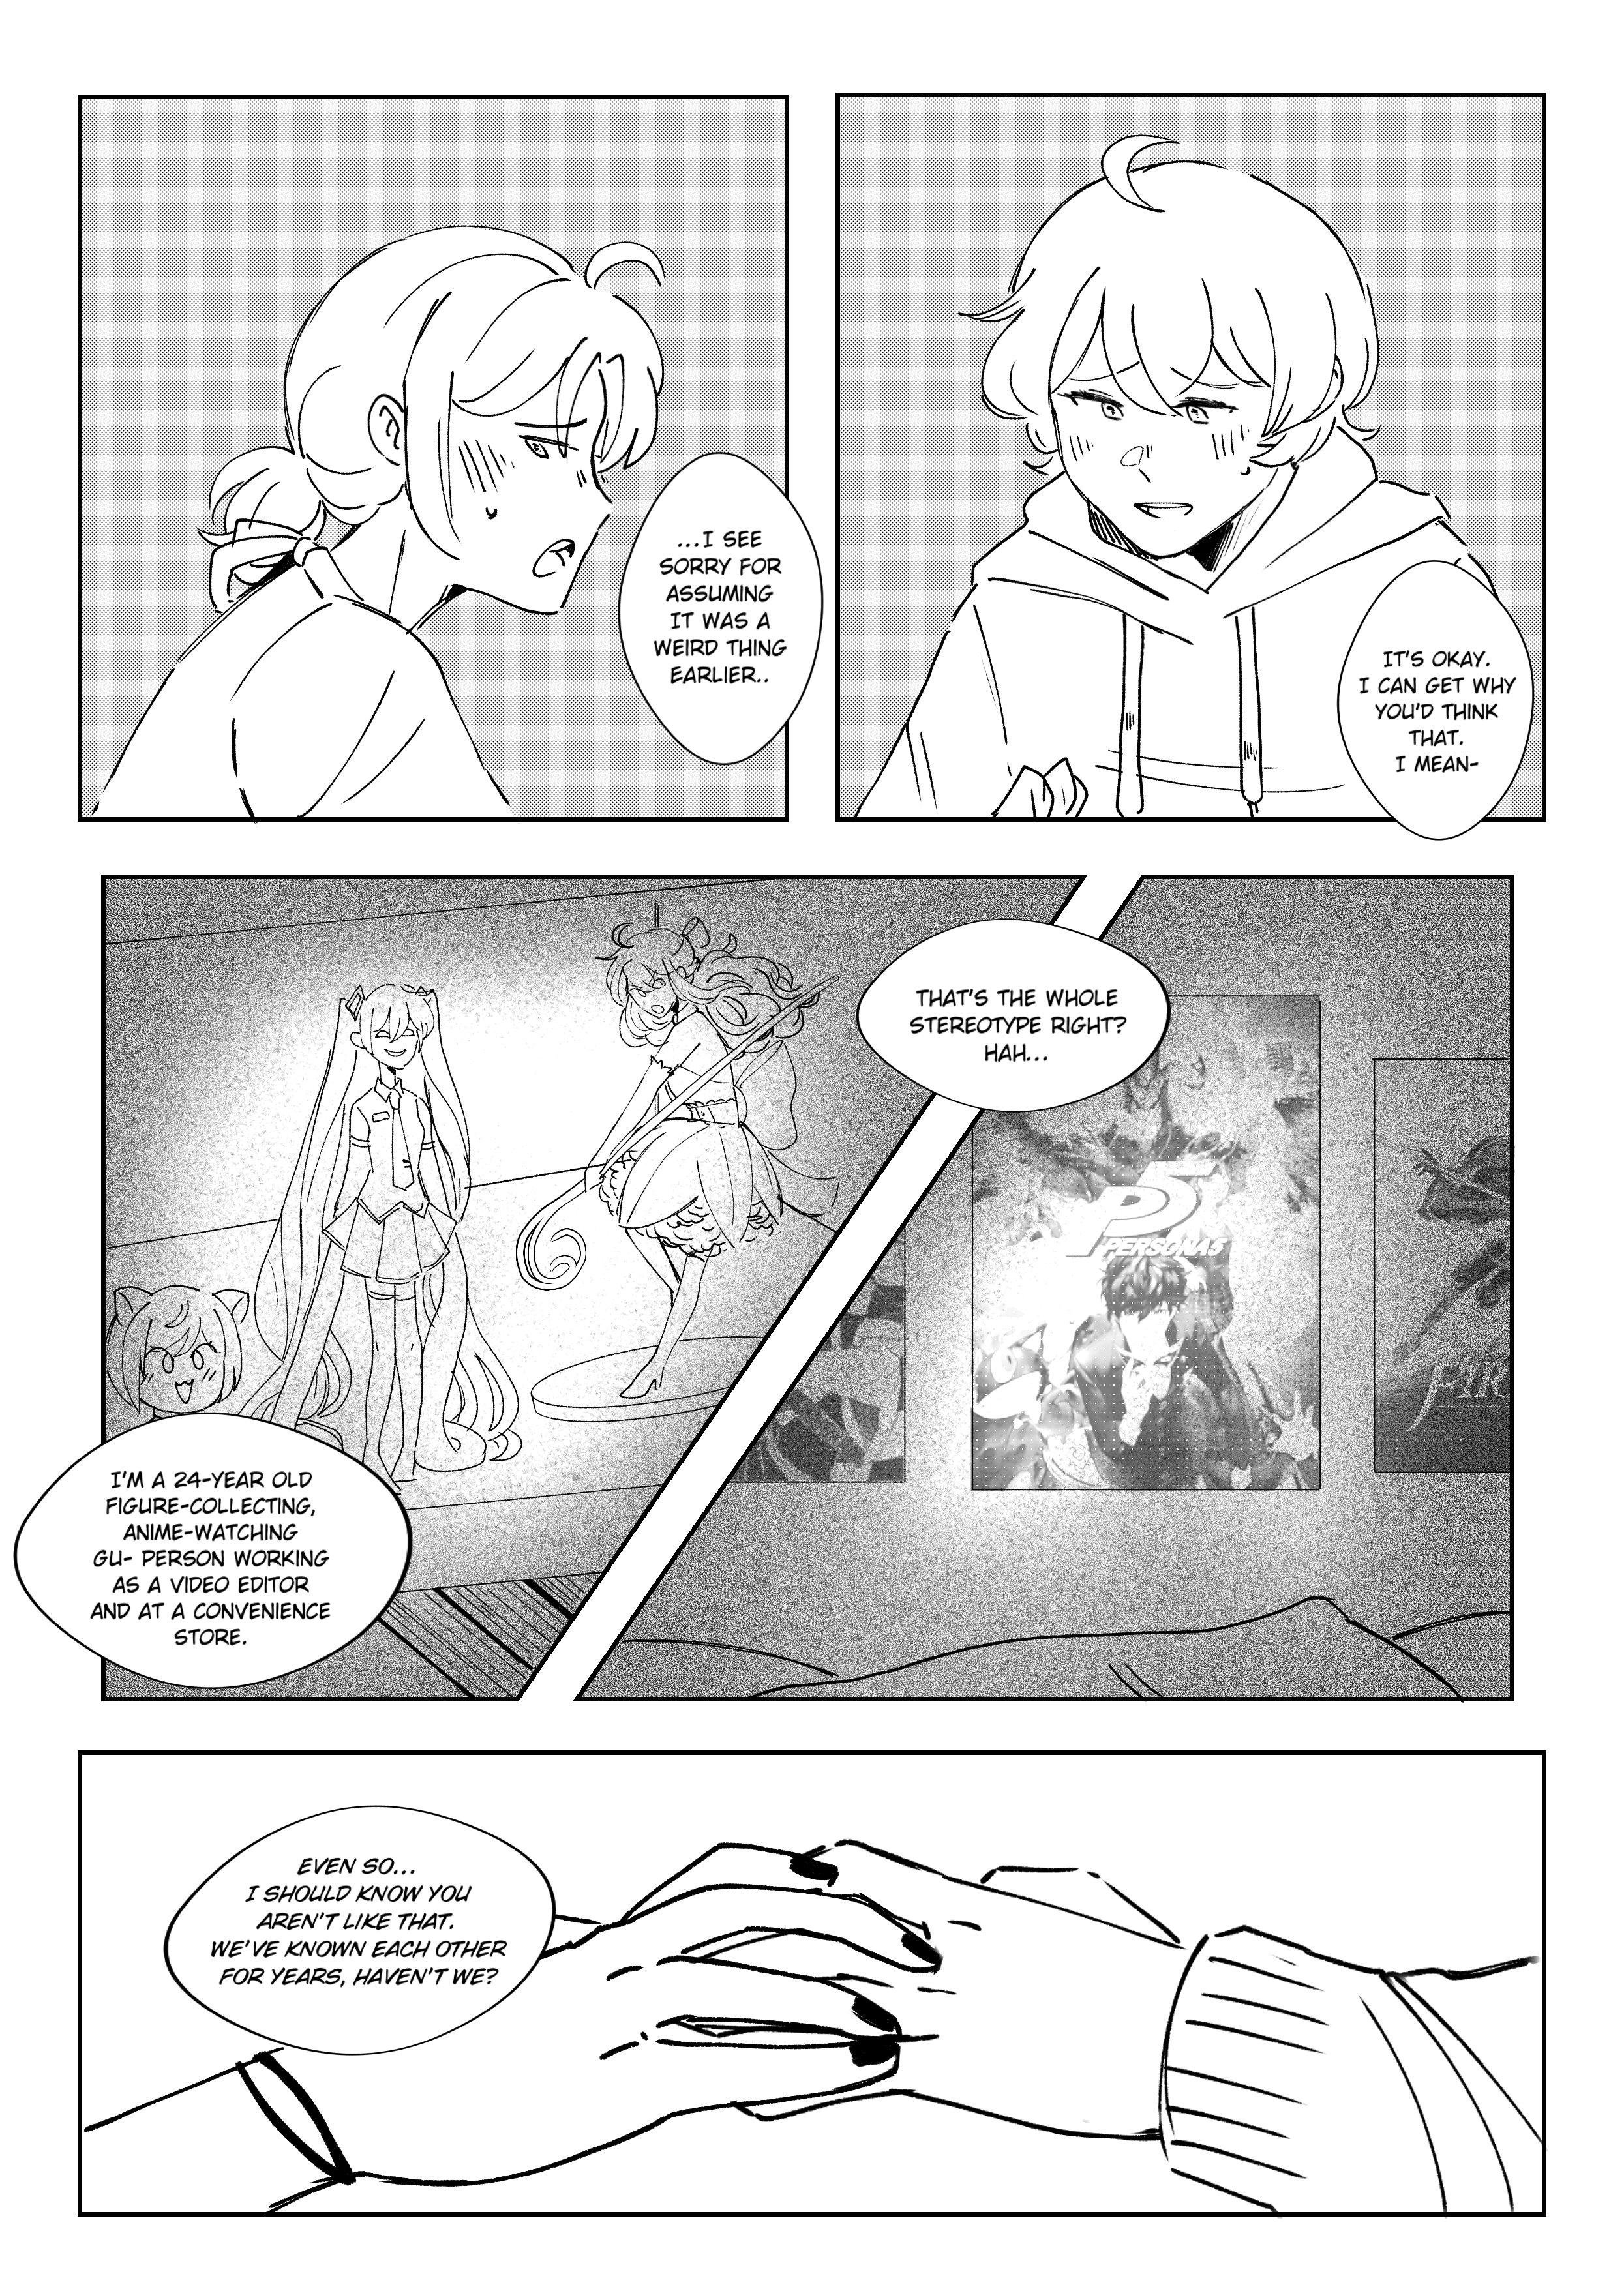 ...I SEE
SORRY FOR
ASSUMING
IT WAS A
WEIRD THING
EARLIER..
IT'S OKAY.
I CAN GET WHY
YOU'D THINK
THAT.
I MEAN-
I'M A 24-YEAR OLD
FIGURE-COLLECTING,
ANIME-WATCHING
GU- PERSON WORKING
AS A VIDEO EDITOR
AND AT A CONVENIENCE
STORE.
THAT'S THE WHOLE
STEREOTYPE RIGHT?
HAH...
P5
PERSONA5
FIR
EVEN SO...
I SHOULD KNOW YOU
AREN'T LIKE THAT.
WE'VE KNOWN EACH OTHER
FOR YEARS, HAVEN'T WE?